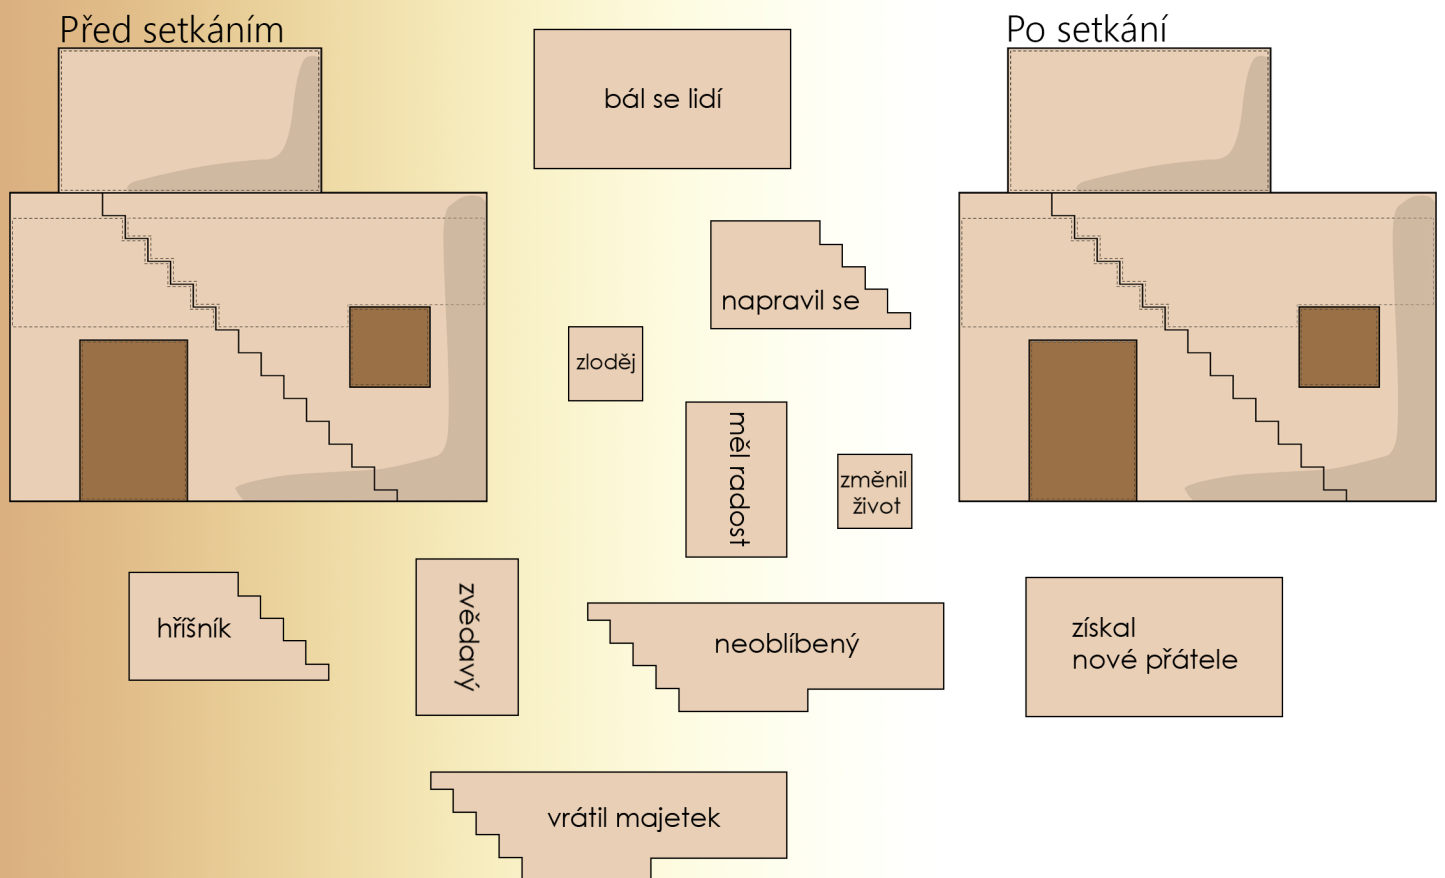 Před setkáním
Po setkání
bál se lidí
napravil se
zloděj
měl radost
změnil
život
hříšník
zvědavý
neoblíbený
získal
nové přátele
vrátil majetek